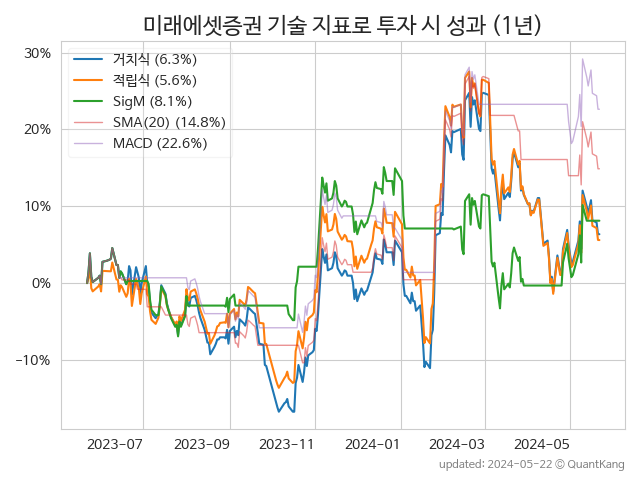 미래에셋증권 기술 지표로 투자 시 성과 (1년)
30%
20%
10%
0%
−10%
거치식 (6.3%)
적립식 (5.6%)
SigM (8.1%)
SMA(20) (14.8%)
MACD (22.6%)
2023−07
2023−09
2023−11
2024−01
2024−03
2024−05
updated: 2024-05-22 © QuantKang